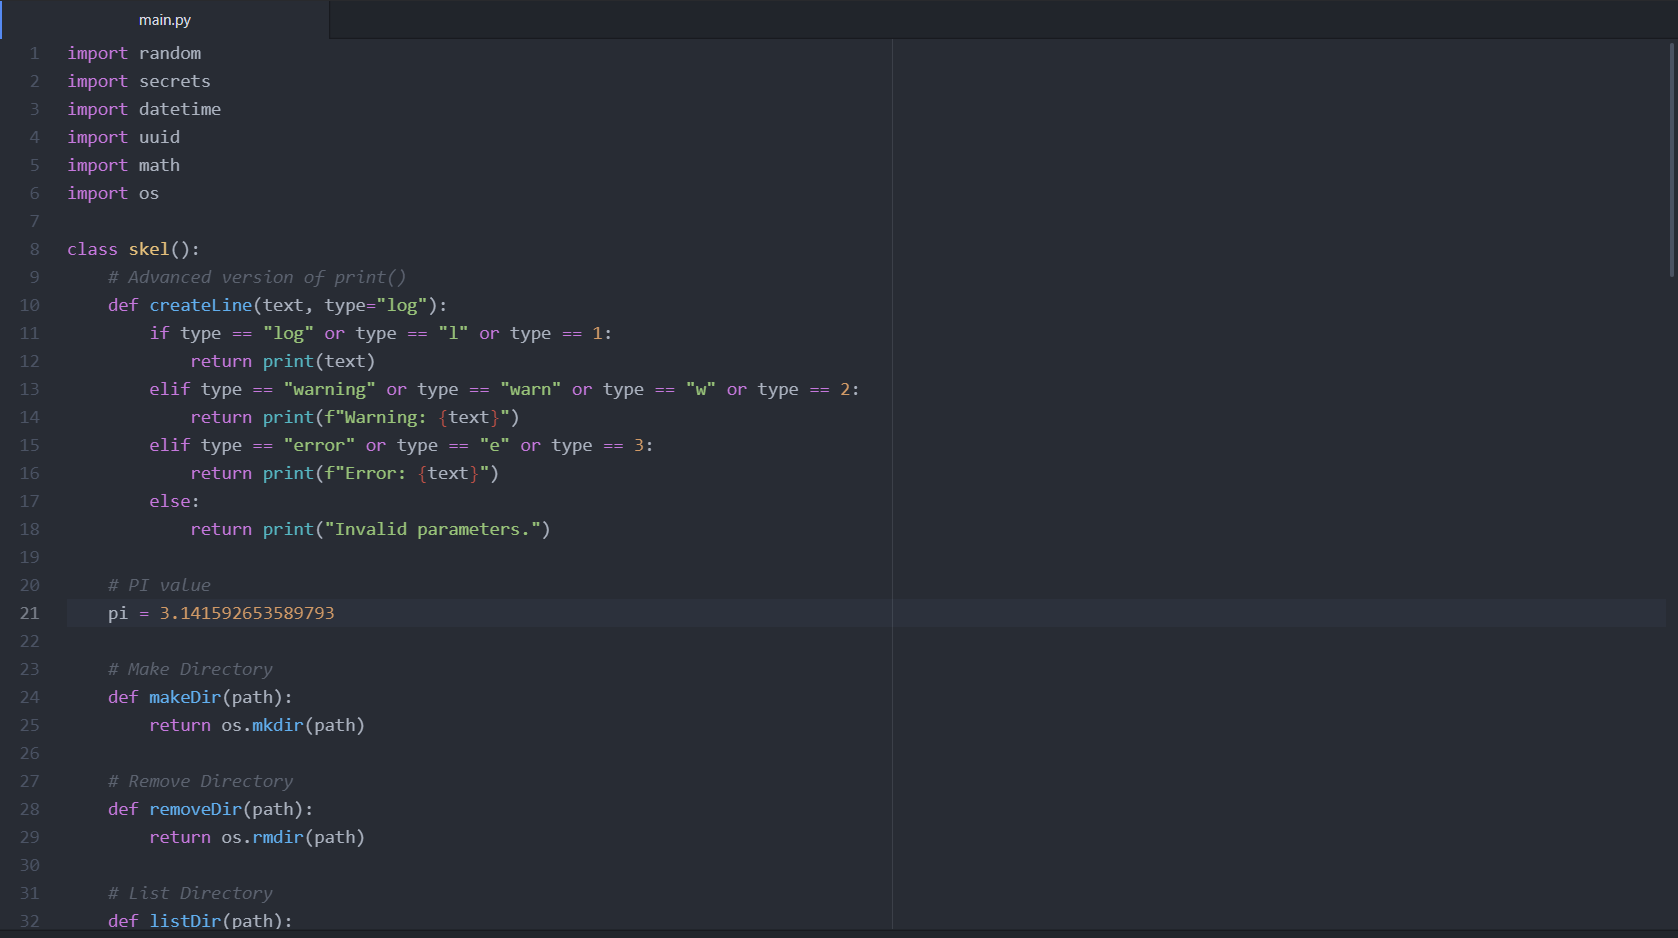 main.py
1 import random
2 import secrets
3 import datetime
4 import uuid
5 import math
6 import os
7
8 class skel():
9     # Advanced version of print()
10     def createLine(text, type="log"):
11         if type == "log" or type == "l" or type == 1:
12             return print(text)
13         elif type == "warning" or type == "warn" or type == "w" or type == 2:
14             return print(f"Warning: {text}")
15         elif type == "error" or type == "e" or type == 3:
16             return print(f"Error: {text}")
17         else:
18             return print("Invalid parameters.")
19
20     # PI value
21     pi = 3.141592653589793
22
23     # Make Directory
24     def makeDir(path):
25         return os.mkdir(path)
26
27     # Remove Directory
28     def removeDir(path):
29         return os.rmdir(path)
30
31     # List Directory
32     def listDir(path):